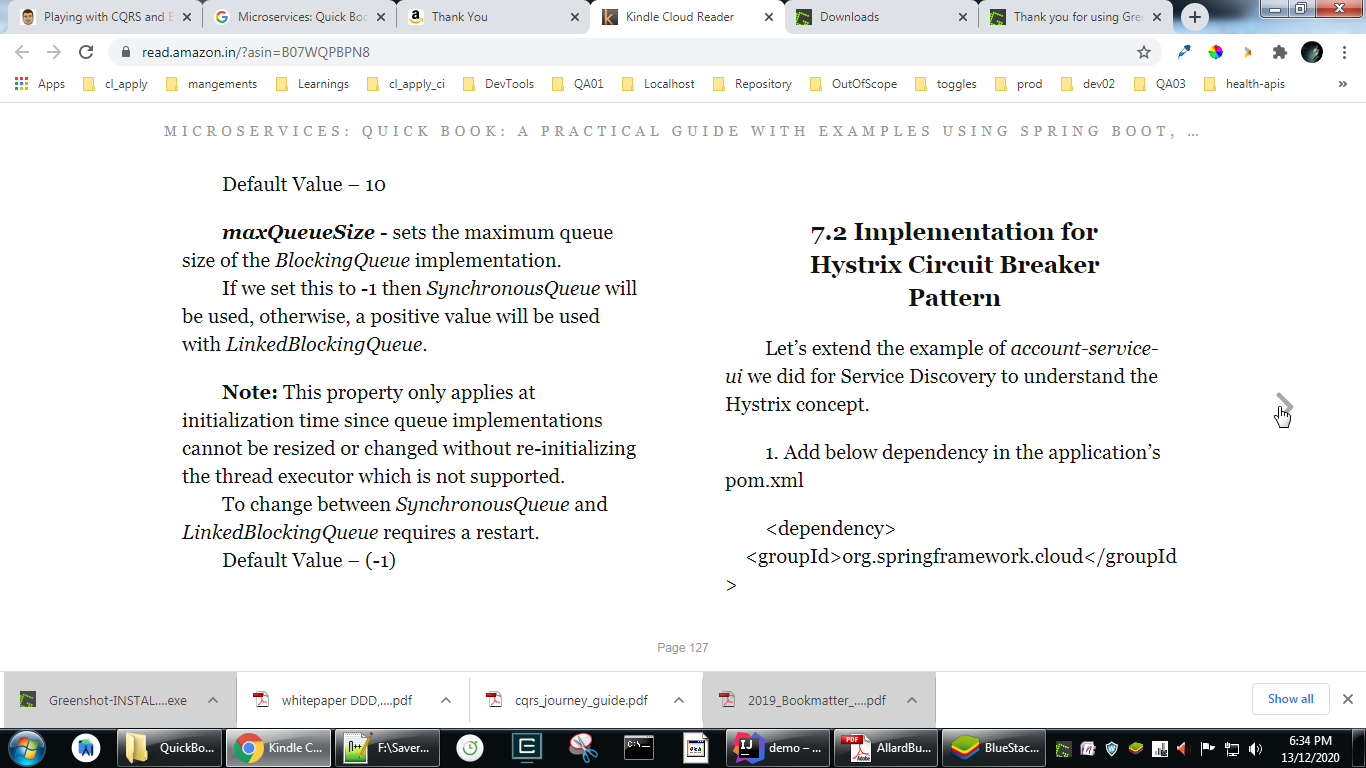 Playing with CQRS and E
Microservices: Quick Boo
Thank You
Kindle Cloud Reader
Downloads
Thank you for using Gre
read.amazon.in/?asin=B07WQPBPN8
Apps
cl_apply
mangements
Learnings
cl_apply_ci
DevTools
QA01
Localhost
Repository
OutOfScope
toggles
prod
dev02
QA03
health-apis
»
MICROSERVICES: QUICK BOOK: A PRACTICAL GUIDE WITH EXAMPLES USING SPRING BOOT, …
Default Value – 10
maxQueueSize - sets the maximum queue
size of the BlockingQueue implementation.
If we set this to -1 then SynchronousQueue will
be used, otherwise, a positive value will be used
with LinkedBlockingQueue.
Note: This property only applies at
initialization time since queue implementations
cannot be resized or changed without re-initializing
the thread executor which is not supported.
To change between SynchronousQueue and
LinkedBlockingQueue requires a restart.
Default Value – (-1)
7.2 Implementation for
Hystrix Circuit Breaker
Pattern
Let’s extend the example of account-service-
ui we did for Service Discovery to understand the
Hystrix concept.
1. Add below dependency in the application’s
pom.xml
<dependency>
<groupId>org.springframework.cloud</groupId
>
Page 127
Greenshot-INSTAL....exe
whitepaper DDD,....pdf
cqrs_journey_guide.pdf
2019_Bookmatter_....pdf
Show all
QuickBo...
Kindle C...
F:\Saver...
demo – ...
AllardBu...
BlueStac...
6:34 PM
13/12/2020